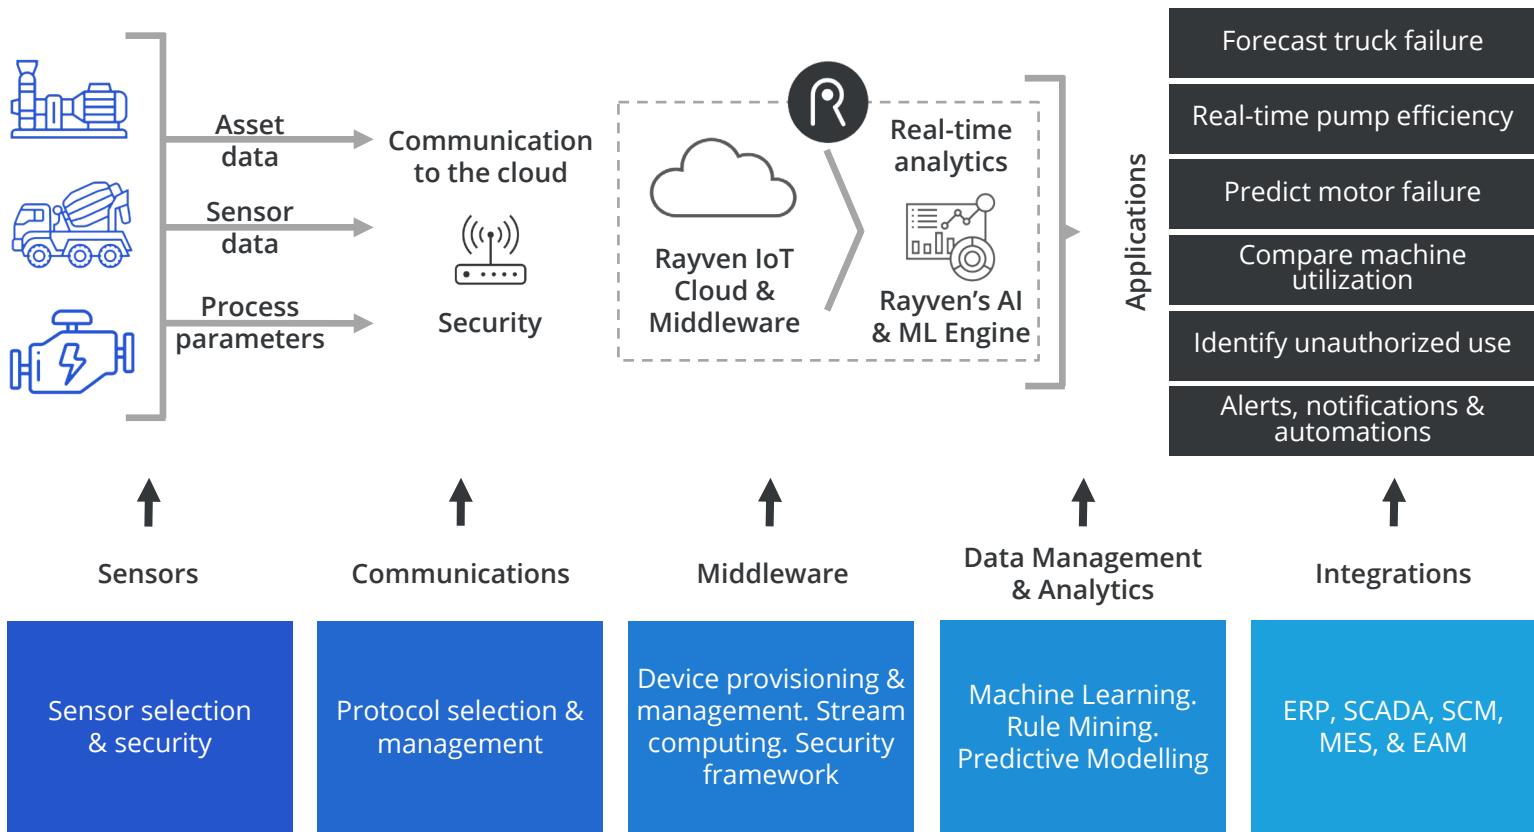 Asset
data
Sensor
data
Process
parameters
Communication
to the cloud
Security
Rayven IoT
Cloud &
Middleware
Real-time
analytics
Rayven’s AI
& ML Engine
Applications
Forecast truck failure
Real-time pump efficiency
Predict motor failure
Compare machine
utilization
Identify unauthorized use
Alerts, notifications &
automations
Sensors
Communications
Middleware
Data Management
& Analytics
Integrations
Sensor selection
& security
Protocol selection &
management
Device provisioning &
management. Stream
computing. Security
framework
Machine Learning.
Rule Mining.
Predictive Modelling
ERP, SCADA, SCM,
MES, & EAM